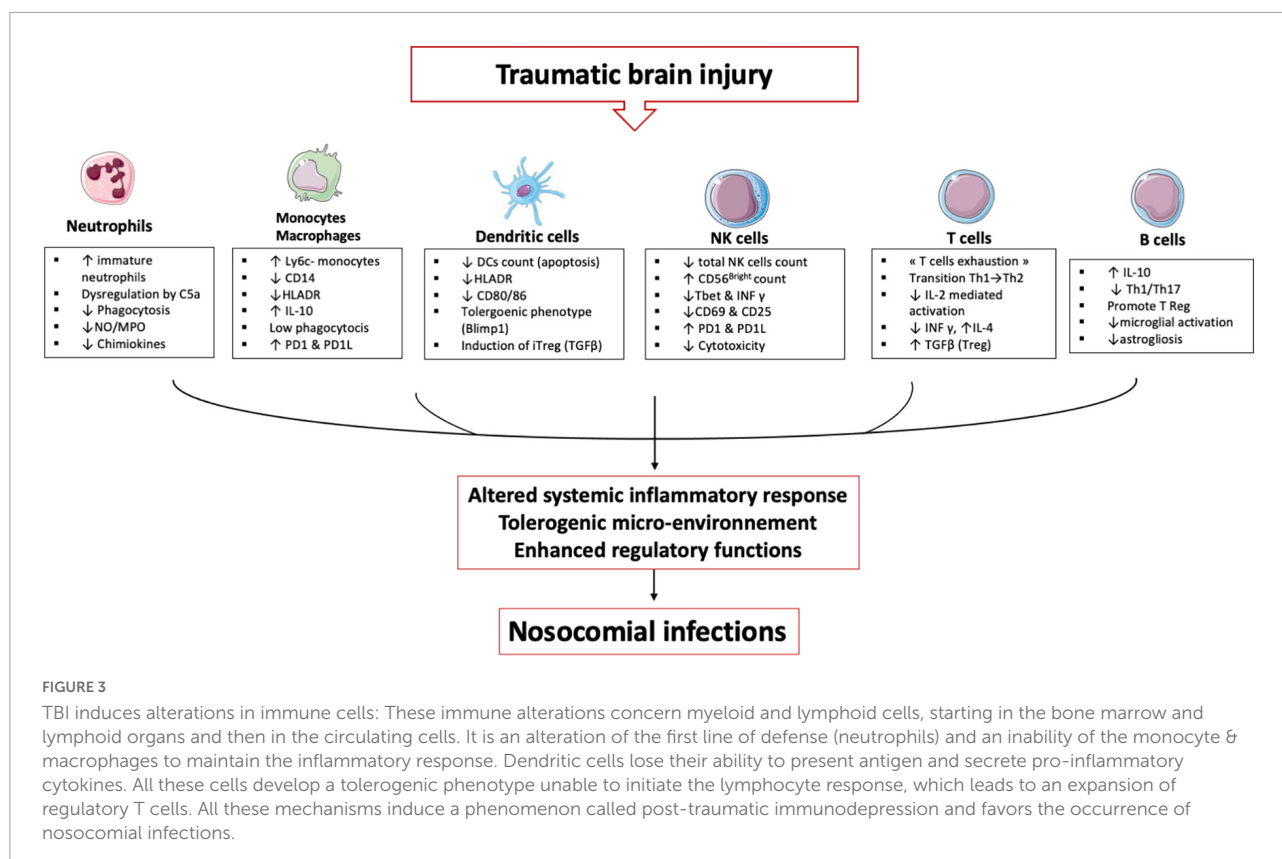 Traumatic brain injury
Neutrophils
▪ ↑ immature
neutrophils
▪ Dysregulation by C5a
▪ ↓ Phagocytosis
▪ ↓NO/MPO
▪ ↓ Chimiokines
Monocytes
Macrophages
▪ ↑ Ly6c- monocytes
▪ ↓ CD14
▪ ↓HLADR
▪ ↑ IL-10
▪ Low phagocytocis
▪ ↑ PD1 & PD1L
Dendritic cells
▪ ↓ DCs count (apoptosis)
▪ ↓HLADR
▪ ↓ CD80/86
▪ Tolergoenic phenotype
(Blimp1)
▪ Induction of iTreg (TGFβ)
NK cells
▪ ↓ total NK cells count
▪ ↑ CD56Bright count
▪ ↓Tbet & INF γ
▪ ↓CD69 & CD25
▪ ↑ PD1 & PD1L
▪ ↓ Cytotoxicity
T cells
▪ « T cells exhaustion »
▪ Transition Th1→Th2
▪ ↓ IL-2 mediated
activation
▪ ↓ INF γ, ↑IL-4
▪ ↑ TGFβ (Treg)
B cells
▪ ↑ IL-10
▪ ↓ Th1/Th17
▪ Promote T Reg
▪ ↓microglial activation
▪ ↓astrogliosis
Altered systemic inflammatory response
Tolerogenic micro-environnement
Enhanced regulatory functions
Nosocomial infections
FIGURE 3
TBI induces alterations in immune cells: These immune alterations concern myeloid and lymphoid cells, starting in the bone marrow and
lymphoid organs and then in the circulating cells. It is an alteration of the first line of defense (neutrophils) and an inability of the monocyte &
macrophages to maintain the inflammatory response. Dendritic cells lose their ability to present antigen and secrete pro-inflammatory
cytokines. All these cells develop a tolerogenic phenotype unable to initiate the lymphocyte response, which leads to an expansion of
regulatory T cells. All these mechanisms induce a phenomenon called post-traumatic immunodepression and favors the occurrence of
nosocomial infections.